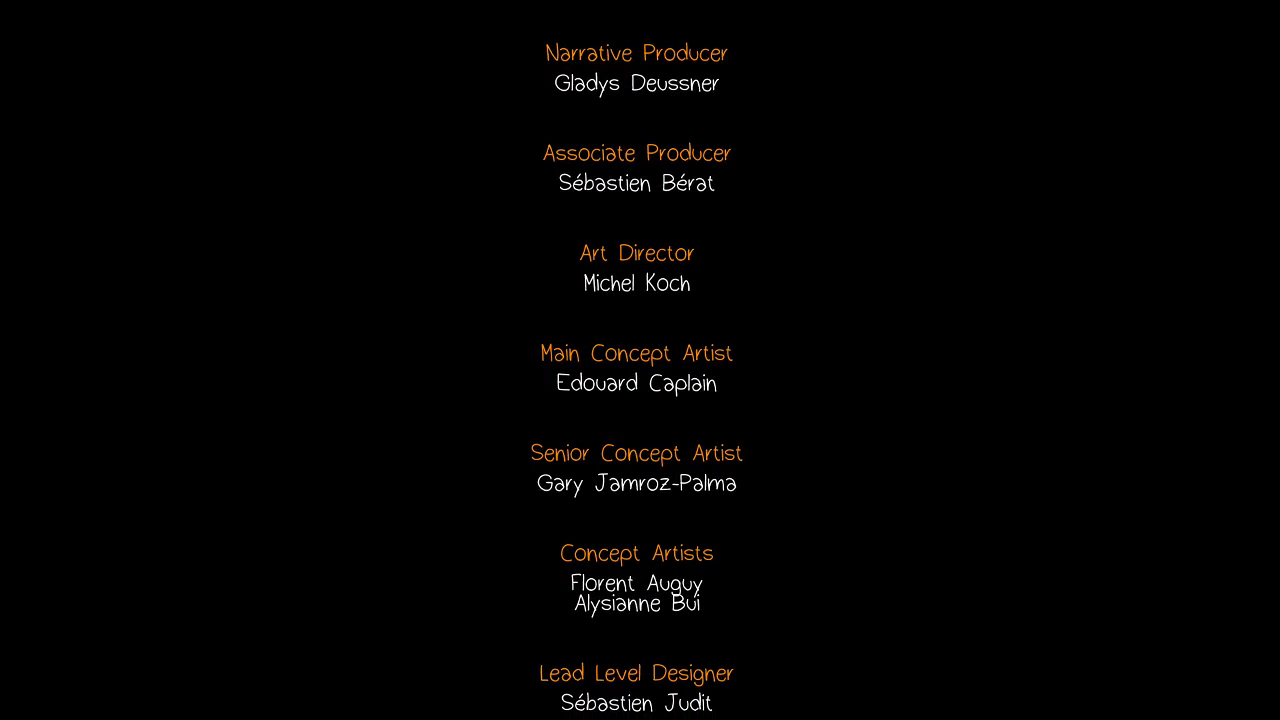 Narrative Producer
Gladys Deussner
Associate Producer
Sébastien Bérat
Art Director
Michel Koch
Main Concept Artist
Edouard Caplain
Senior Concept Artist
Gary Jamroz-Palma
Concept Artists
Florent Auguy
Alysianne Bui
Lead Level Designer
Sébastien Judit